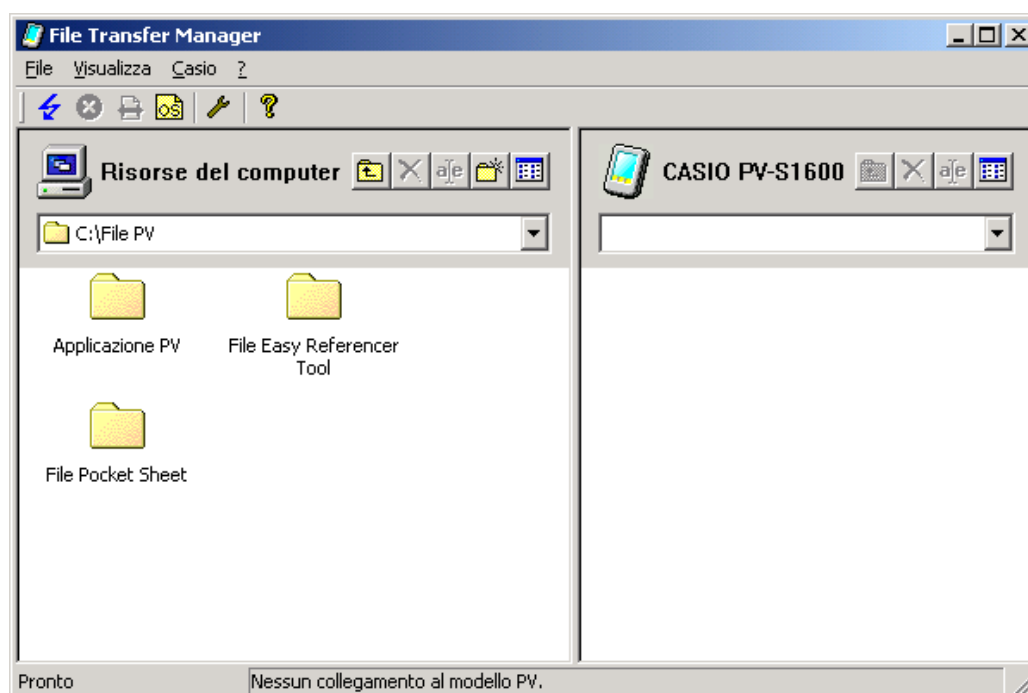 File Transfer Manager
File Visualizza Casio ?
OS
Risorse del computer
a e
CASIO PV-S1600
a e
C:\File PV
Applicazione PV
File Easy Referencer
Tool
File Pocket Sheet
Pronto
Nessun collegamento al modello PV.